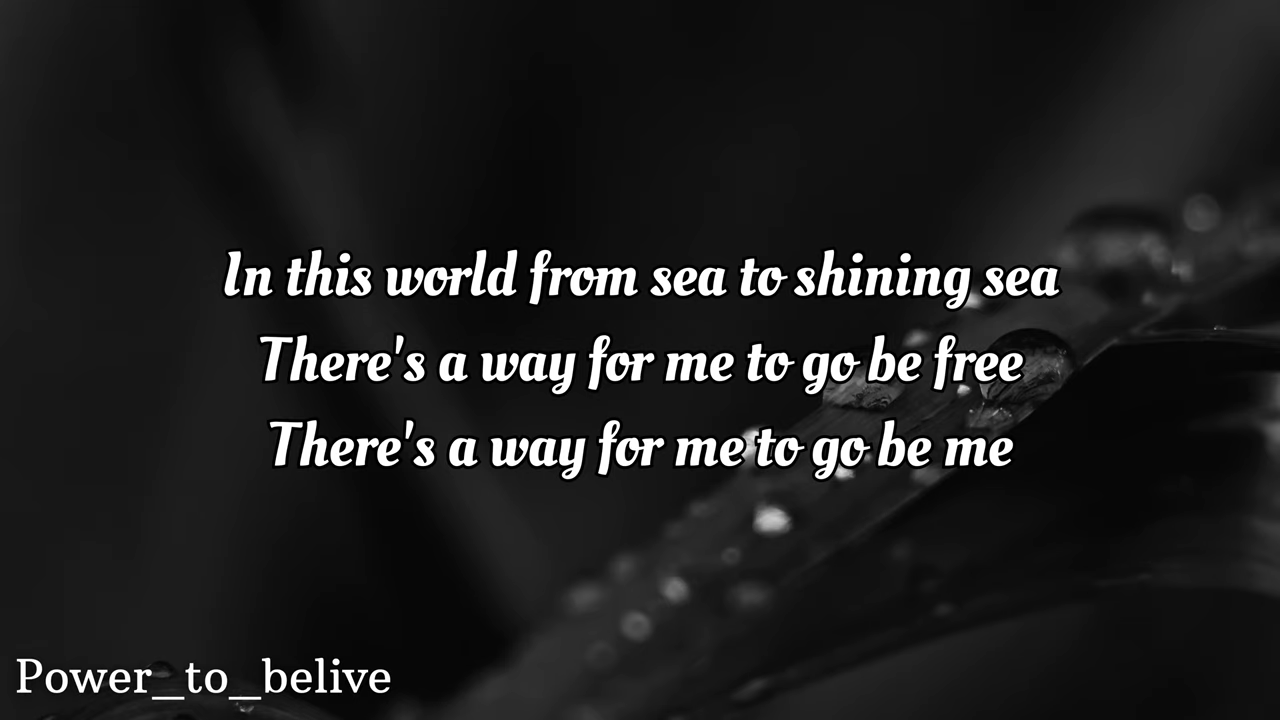 In this world from sea to shining sea
There's a way for me to go be free
There's a way for me to go be me
Power_to_belive